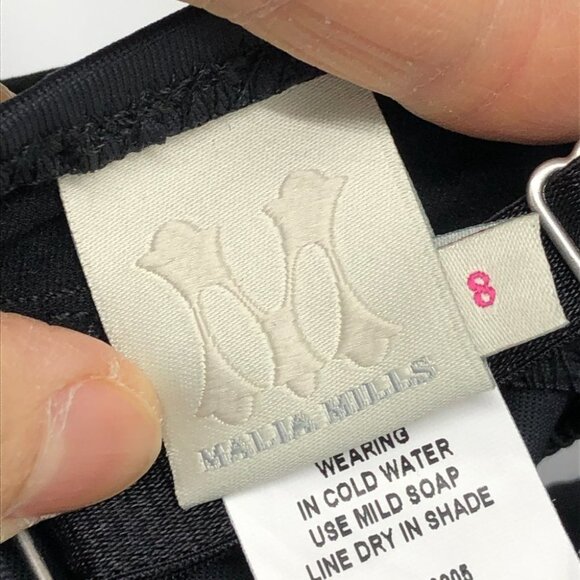 MALIA MILLS
8
WEARING
IN COLD WATER
USE MILD SOAP
LINE DRY IN SHADE